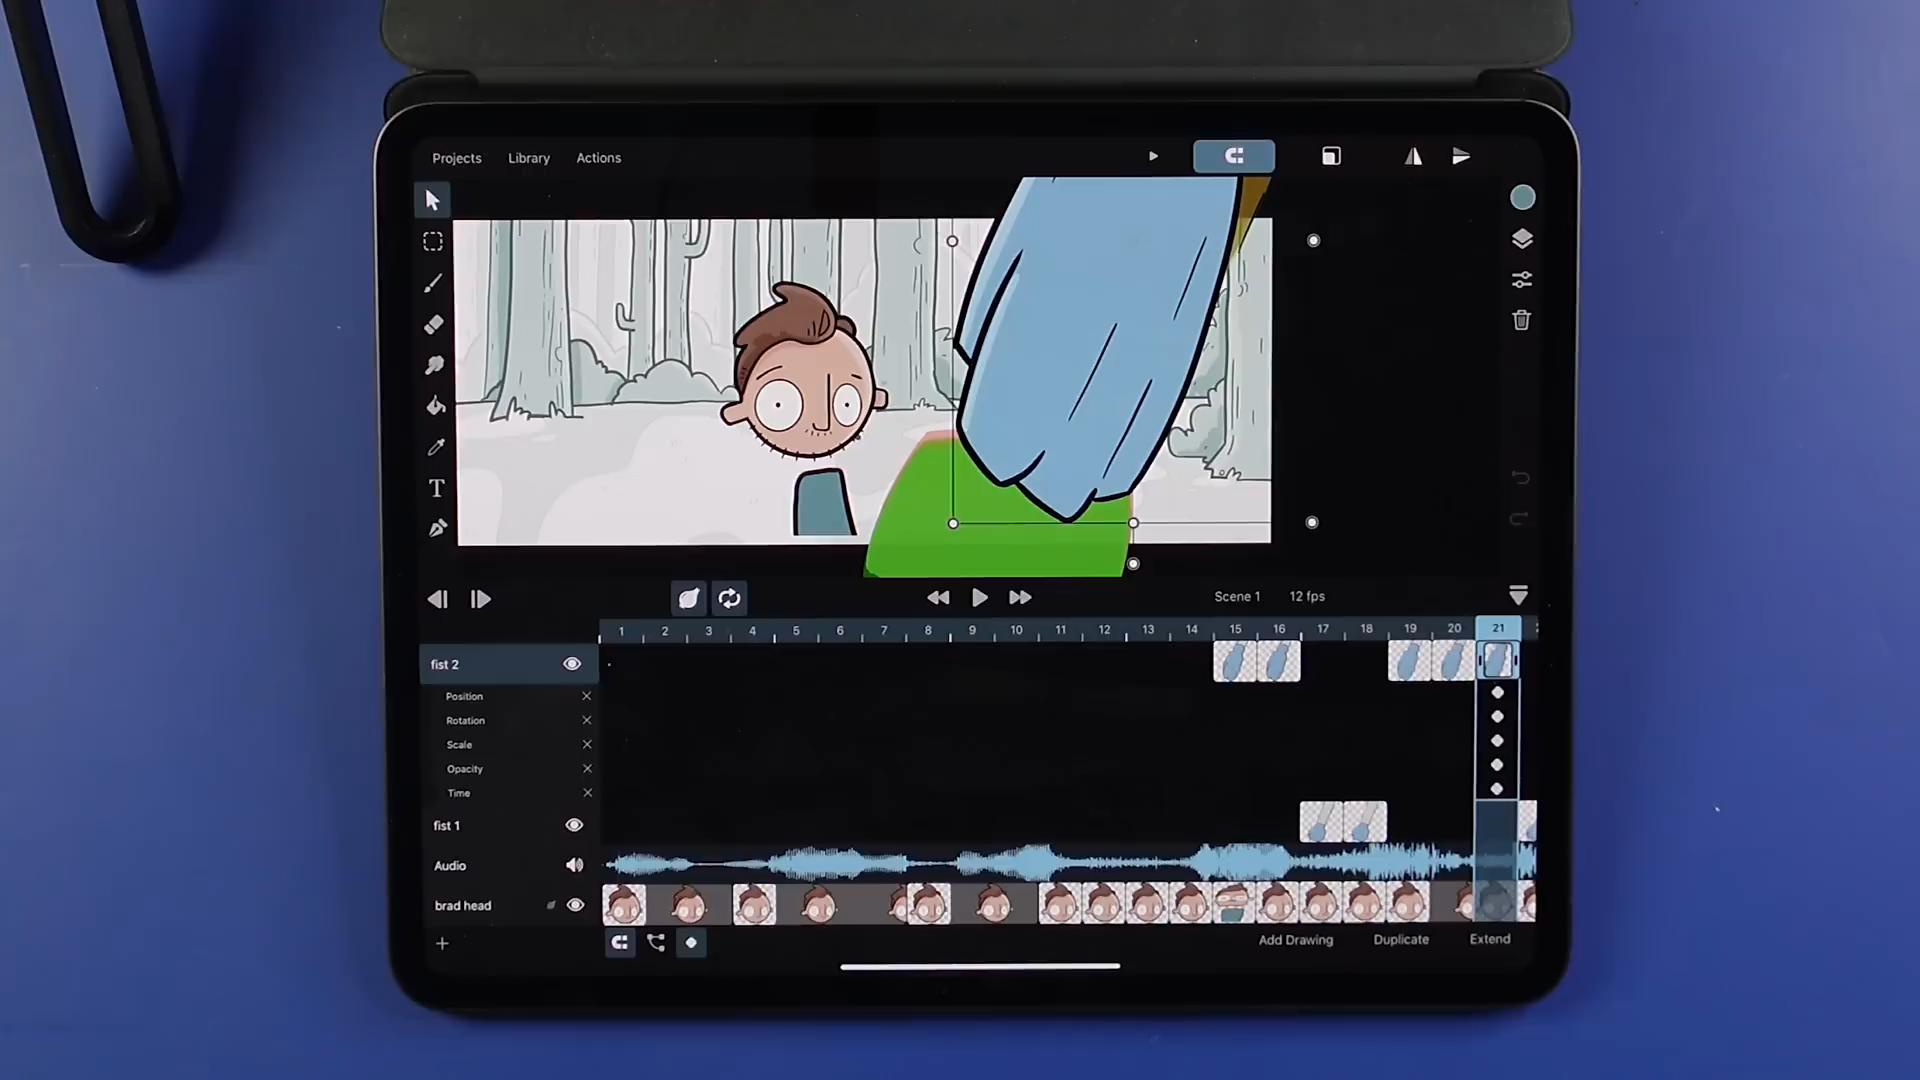 Projects Library Actions
T
Scene 1 12 fps
1 2 3 4 5 6 7 8 9 10 11 12 13 14 15 16 17 18 19 20 21
fist 2
Position
Rotation
Scale
Opacity
Time
fist 1
Audio
brad head
Add Drawing Duplicate Extend